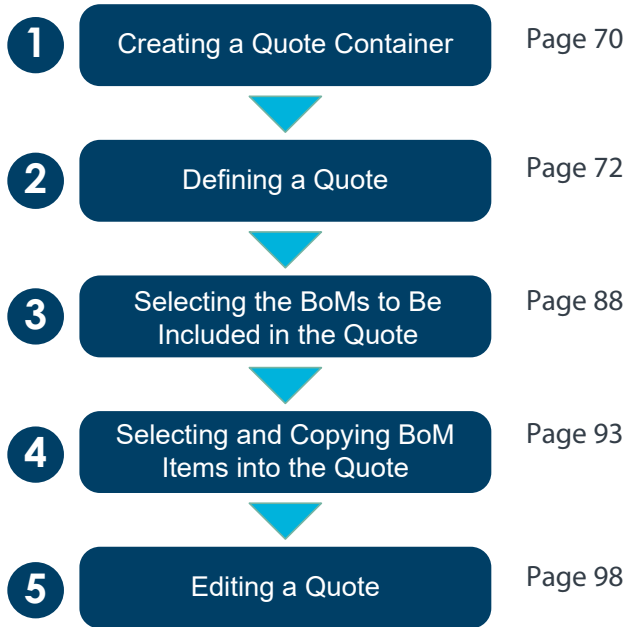 1 Creating a Quote Container Page 70
2 Defining a Quote Page 72
3 Selecting the BoMs to Be Page 88
Included in the Quote
4 Selecting and Copying BoM Page 93
Items into the Quote
5 Editing a Quote Page 98